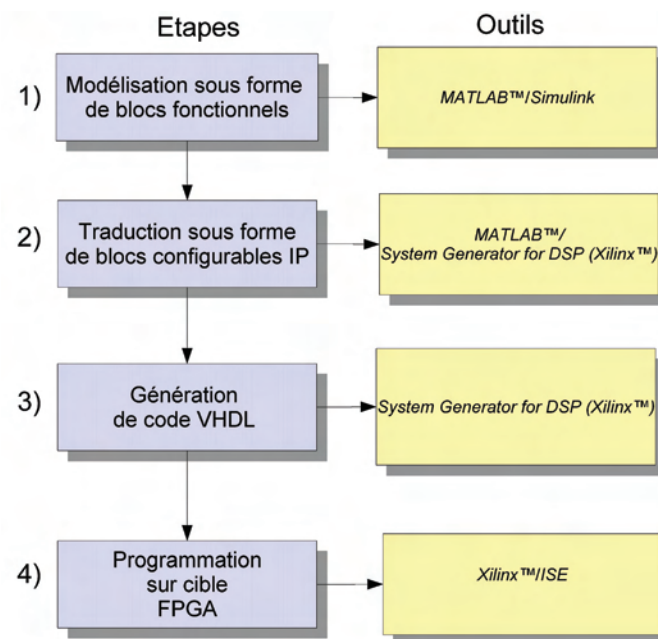 Etapes
Outils
1)
Modélisation sous forme
de blocs fonctionnels
MATLAB™/Simulink
2)
Traduction sous forme
de blocs configurables IP
MATLAB™/
System Generator for DSP (Xilinx™)
3)
Génération
de code VHDL
System Generator for DSP (Xilinx™)
4)
Programmation
sur cible
FPGA
Xilinx™/ISE